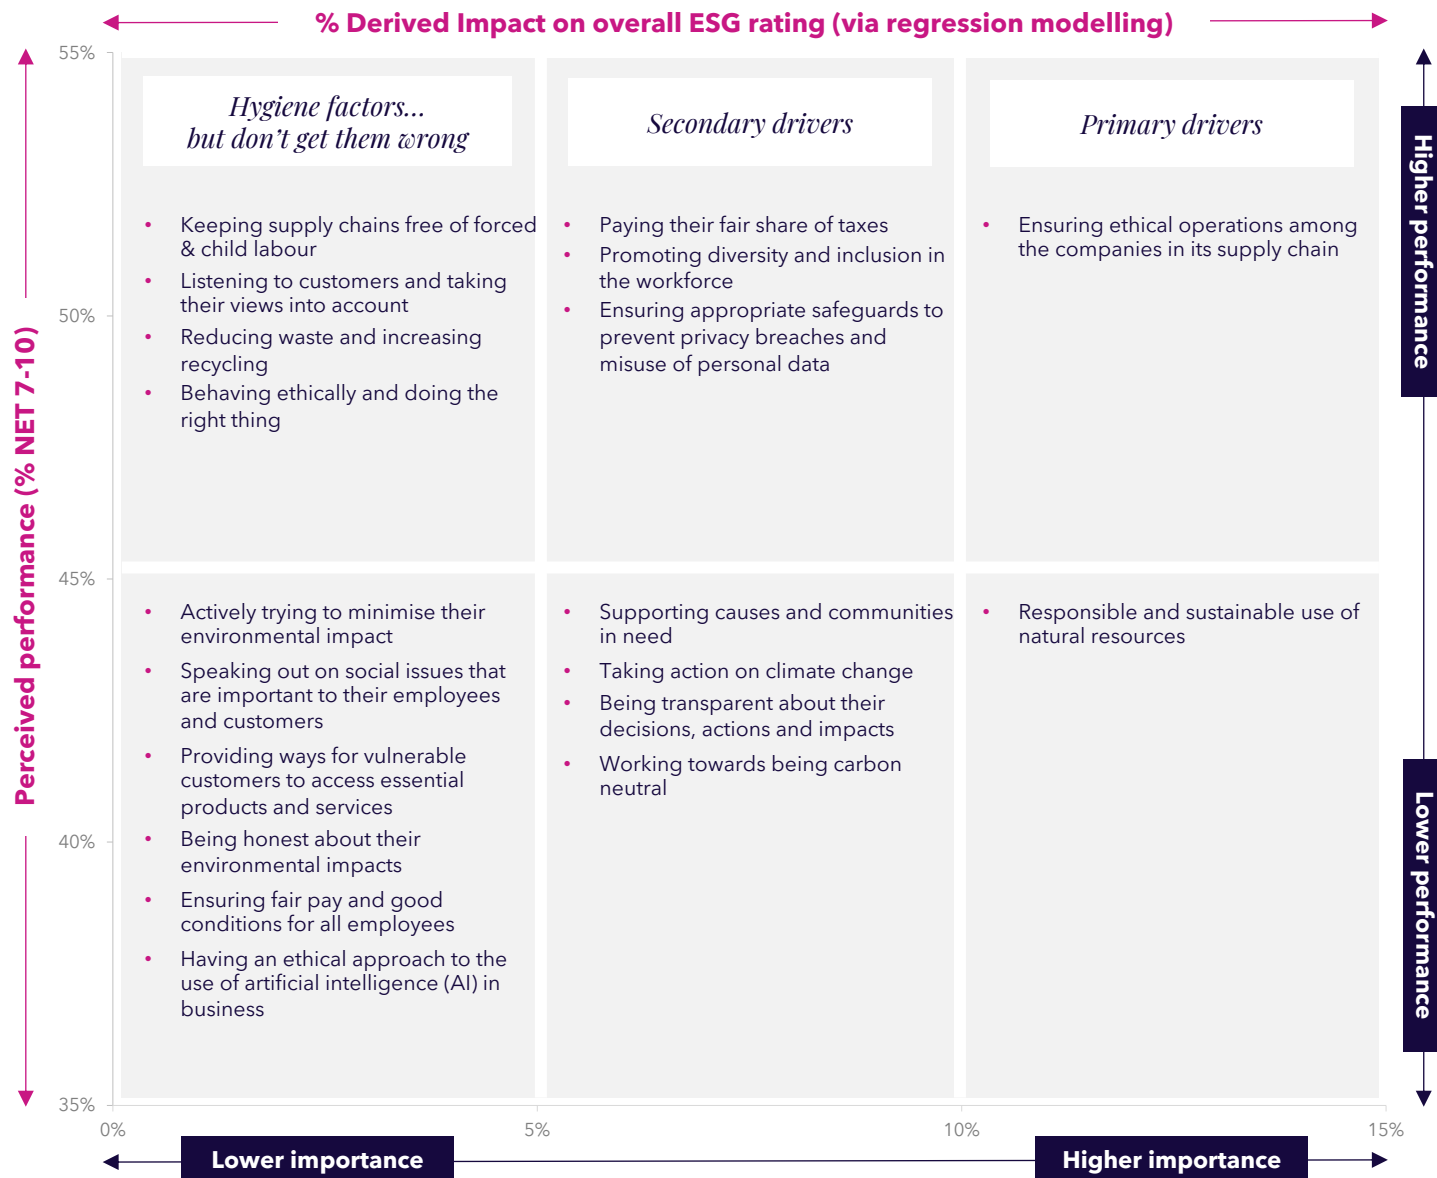 % Derived Impact on overall ESG rating (via regression modelling)
Perceived performance (% NET 7-10)
55%
50%
45%
40%
35%
Hygiene factors...
but don't get them wrong
• Keeping supply chains free of forced
& child labour
• Listening to customers and taking
their views into account
• Reducing waste and increasing
recycling
• Behaving ethically and doing the
right thing
Secondary drivers
• Paying their fair share of taxes
• Promoting diversity and inclusion in
the workforce
• Ensuring appropriate safeguards to
prevent privacy breaches and
misuse of personal data
Primary drivers
• Ensuring ethical operations among
the companies in its supply chain
Higher performance
• Actively trying to minimise their
environmental impact
• Speaking out on social issues that
are important to their employees
and customers
• Providing ways for vulnerable
customers to access essential
products and services
• Being honest about their
environmental impacts
• Ensuring fair pay and good
conditions for all employees
• Having an ethical approach to the
use of artificial intelligence (AI) in
business
• Supporting causes and communities
in need
• Taking action on climate change
• Being transparent about their
decisions, actions and impacts
• Working towards being carbon
neutral
• Responsible and sustainable use of
natural resources
Lower performance
0%
5%
10%
15%
Lower importance
Higher importance